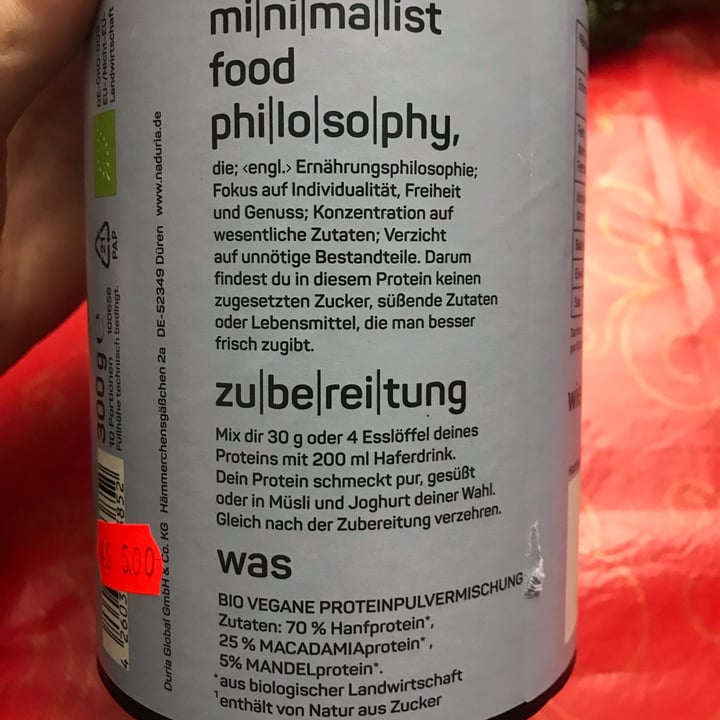 mi|ni|ma|list
food
phi|lo|so|phy,
die; ‹engl.› Ernährungsphilosophie;
Fokus auf Individualität, Freiheit
und Genuss; Konzentration auf
wesentliche Zutaten; Verzicht
auf unnötige Bestandteile. Darum
findest du in diesem Protein keinen
zugesetzten Zucker, süßende Zutaten
oder Lebensmittel, die man besser
frisch zugibt.
zu|be|rei|tung
Mix dir 30 g oder 4 Esslöffel deines
Proteins mit 200 ml Haferdrink.
Dein Protein schmeckt pur, gesüßt
oder in Müsli und Joghurt deiner Wahl.
Gleich nach der Zubereitung verzehren.
was
BIO VEGANE PROTEINPULVERMISCHUNG
Zutaten: 70 % Hanfprotein*,
25 % MACADAMIAprotein*,
5% MANDELprotein*.
*aus biologischer Landwirtschaft
¹enthält von Natur aus Zucker
EU-/Nicht-EU-
Landwirtschaft
21
PAP
300 g e
10 Portionen 100656
Füllhöhe technisch bedingt.
Duria Global GmbH & Co. KG Hämmerchensgäßchen 2a DE-52349 Düren www.naduria.de
5.00